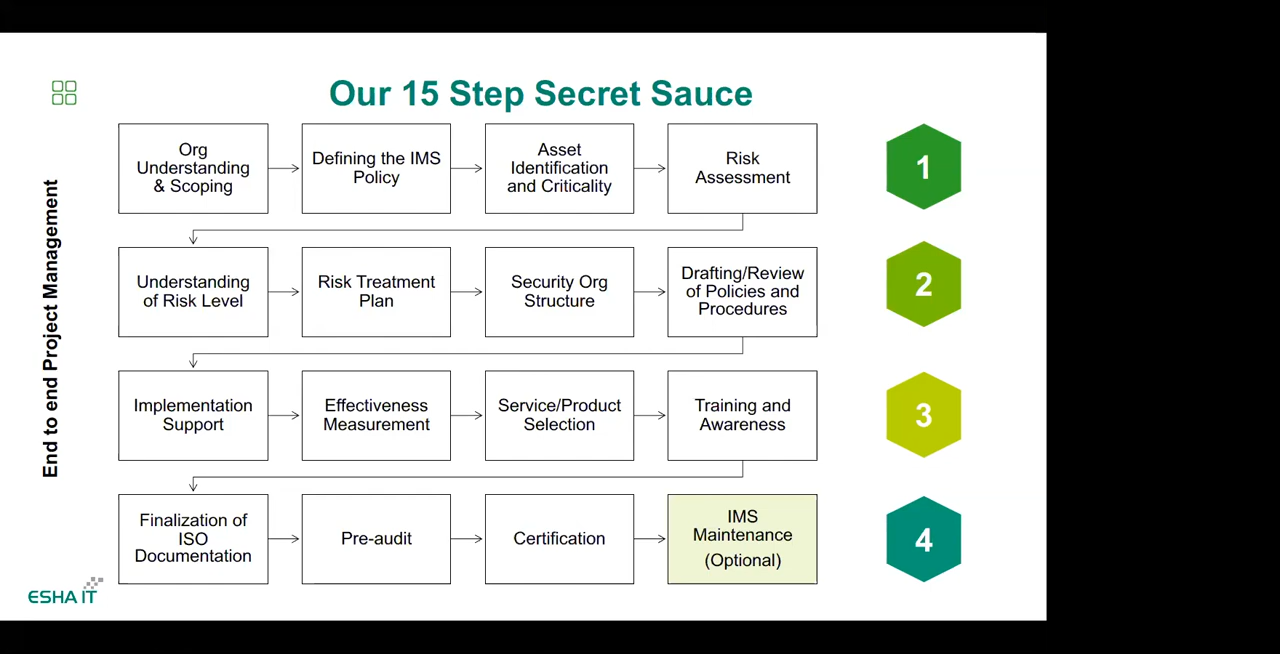 Our 15 Step Secret Sauce
End to end Project Management
Org
Understanding
& Scoping
Defining the IMS
Policy
Asset
Identification
and Criticality
Risk
Assessment
1
Understanding
of Risk Level
Risk Treatment
Plan
Security Org
Structure
Drafting/Review
of Policies and
Procedures
2
Implementation
Support
Effectiveness
Measurement
Service/Product
Selection
Training and
Awareness
3
Finalization of
ISO
Documentation
Pre-audit
Certification
IMS
Maintenance
(Optional)
4
ESHA IT